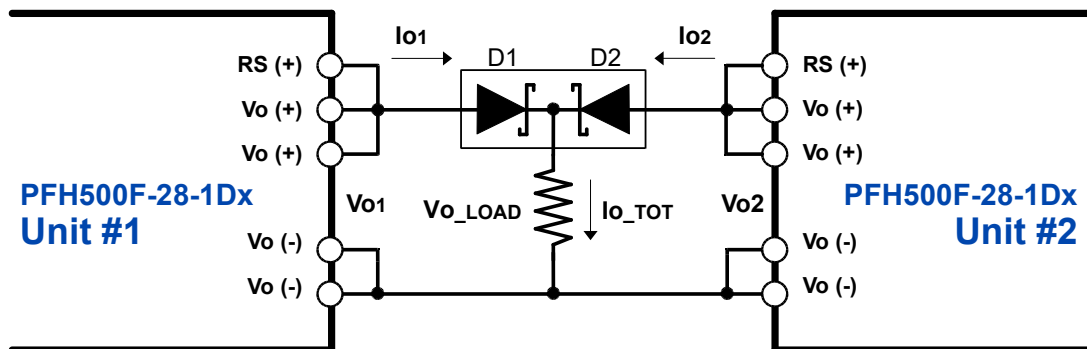 Io1
Io2
D1
D2
RS (+)
Vo (+)
Vo (+)
RS (+)
Vo (+)
Vo (+)
PFH500F-28-1Dx
Unit #1
Vo1
Vo_LOAD
Io_TOT
Vo2
PFH500F-28-1Dx
Unit #2
Vo (-)
Vo (-)
Vo (-)
Vo (-)